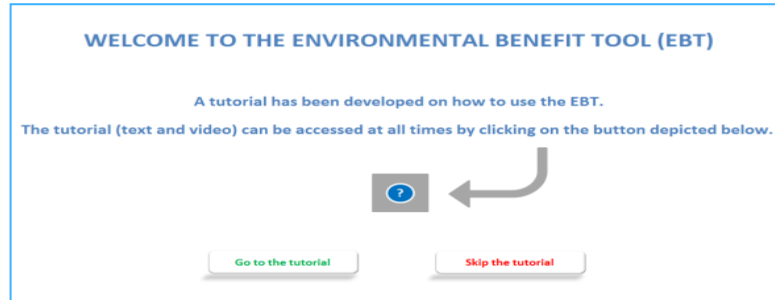 WELCOME TO THE ENVIRONMENTAL BENEFIT TOOL (EBT)
A tutorial has been developed on how to use the EBT.
The tutorial (text and video) can be accessed at all times by clicking on the button depicted below.
?
Go to the tutorial
Skip the tutorial